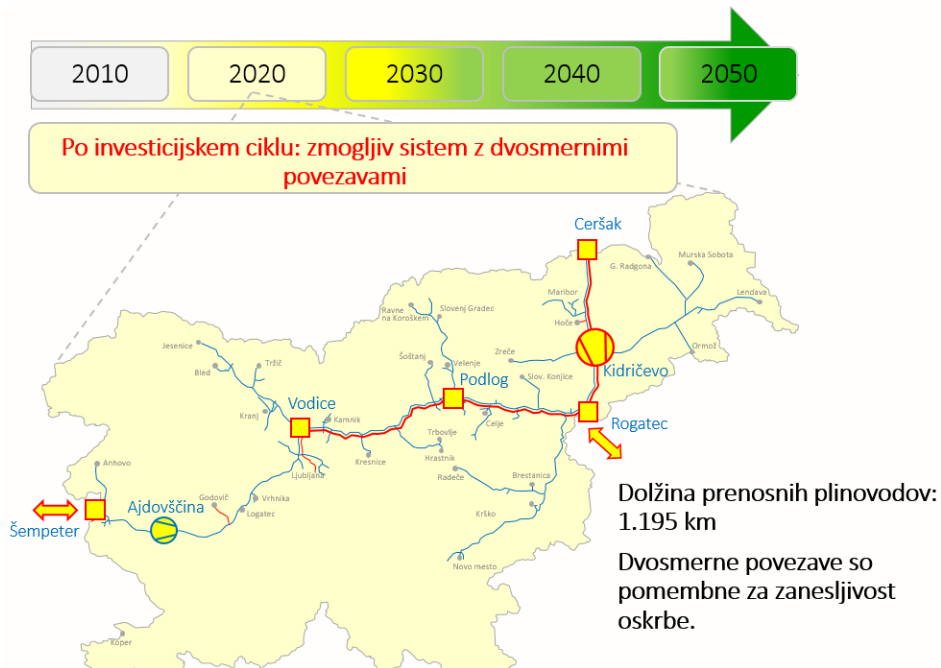 2010
2020
2030
2040
2050
Po investicijskem ciklu: zmogljiv sistem z dvosmernimi
povezavami
Ceršak
Murska Sobota
G. Radgona
Maribor
Lendava
Ravne
na Koroškem
Slovenj Gradec
Hoče
Jesenice
Zreče
Ormož
Bled
Tržič
Šoštanj
Velenje
Kidričevo
Podlog
Slov. Konjice
Vodice
Kranj
Kamnik
Celje
Rogatec
Trbovlje
Hrastnik
Kresnice
Anhovo
Ljubljana
Radeče
Brestanica
Ajdovščina
Godovič
Vrhnika
Logatec
Krško
Šempeter
Novo mesto
Koper
Dolžina prenosnih plinovodov:
1.195 km
Dvosmerne povezave so
pomembne za zanesljivost
oskrbe.